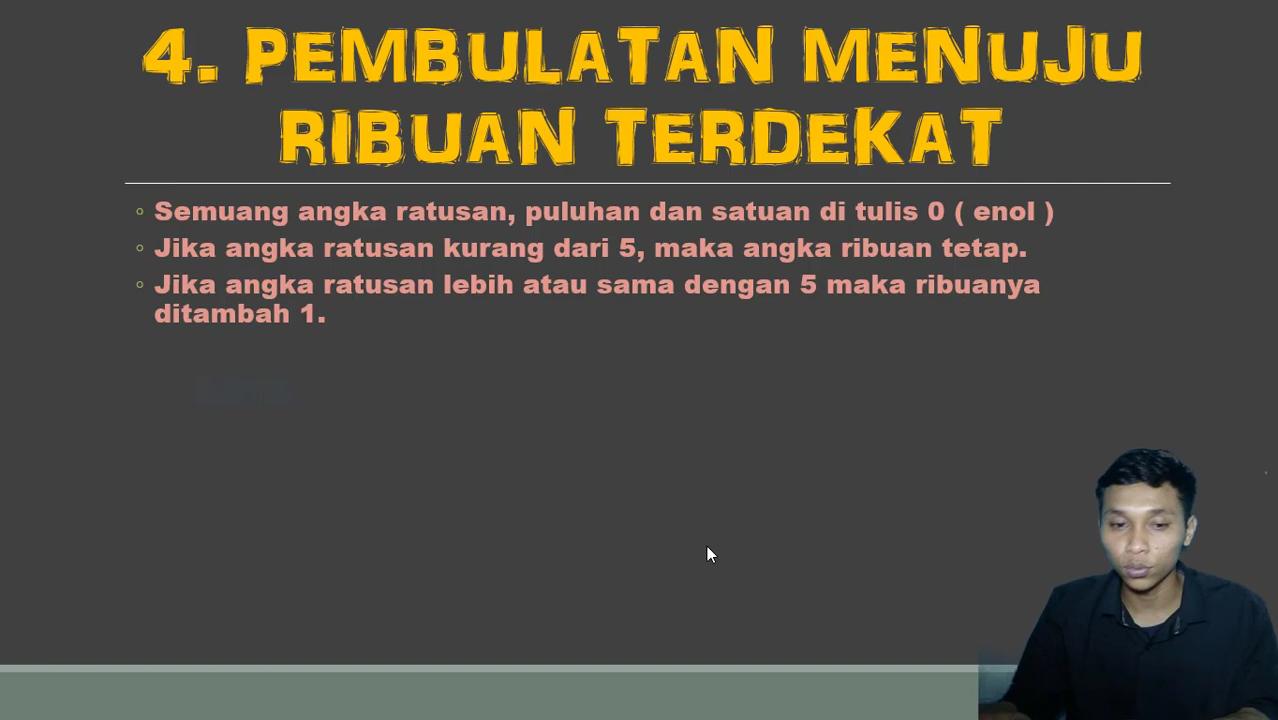 4. PEMBULATAN MENUJU
RIBUAN TERDEKAT
◦ Semuang angka ratusan, puluhan dan satuan di tulis 0 ( enol )
◦ Jika angka ratusan kurang dari 5, maka angka ribuan tetap.
◦ Jika angka ratusan lebih atau sama dengan 5 maka ribuanya
ditambah 1.